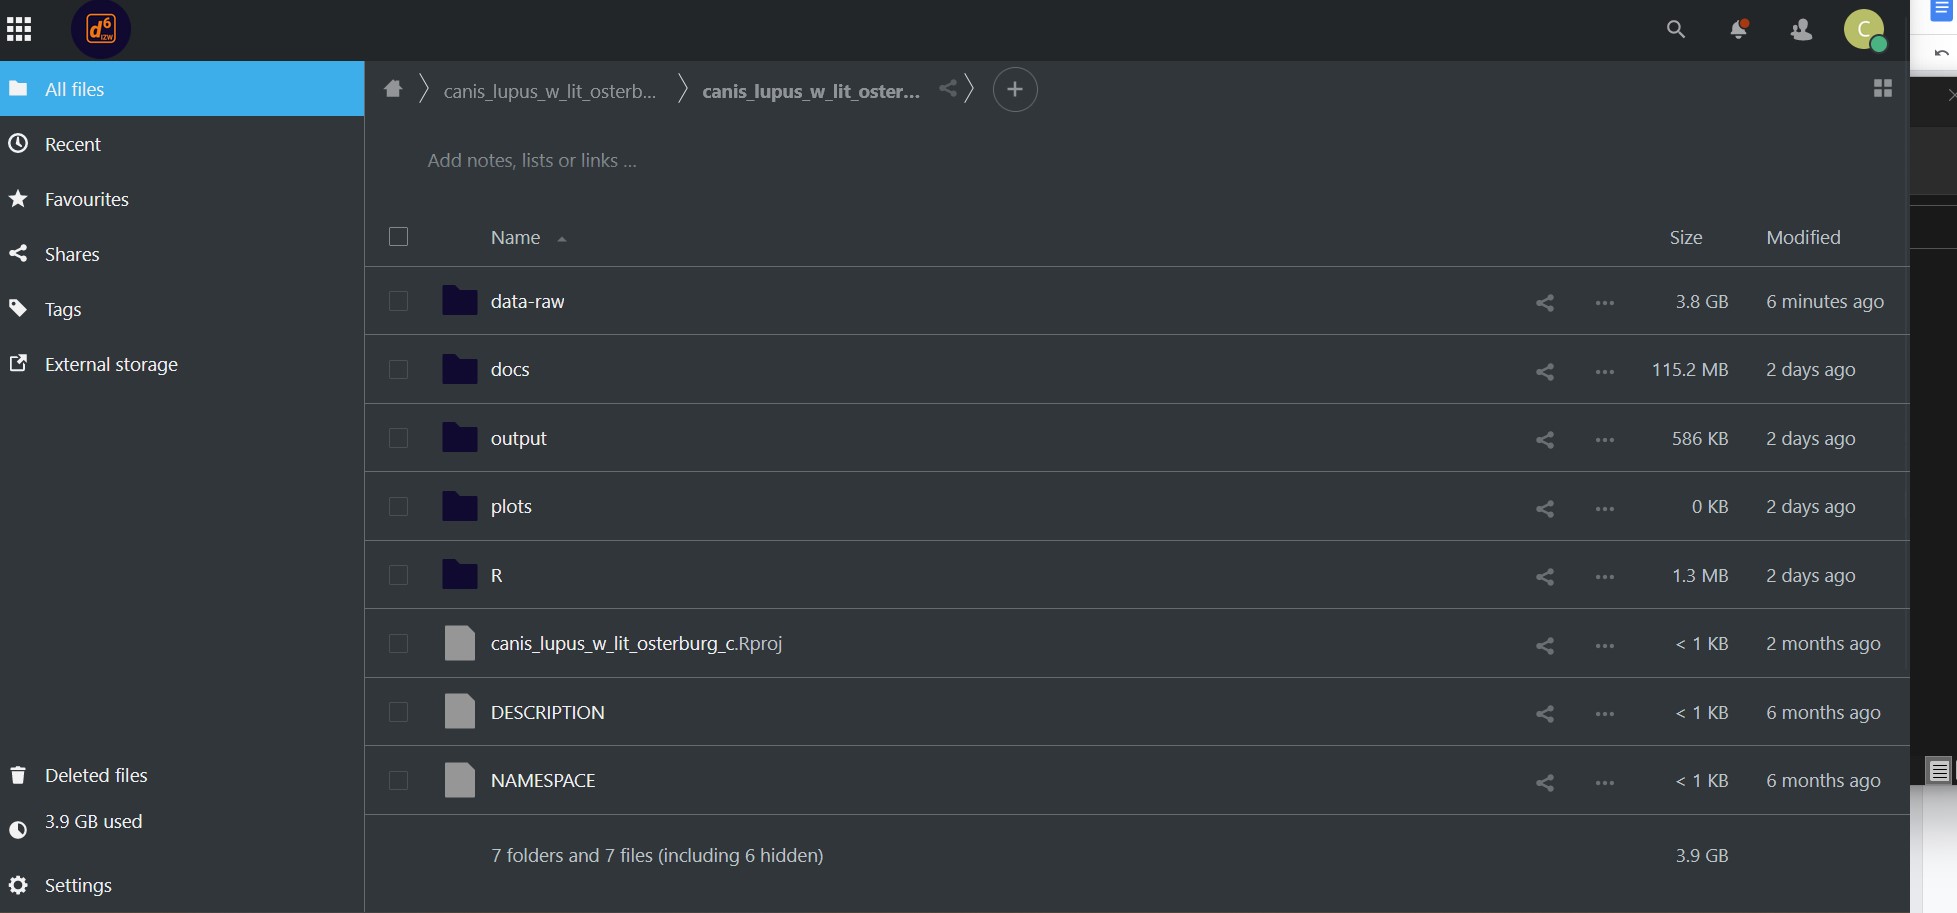 d6
IZW
C
All files
Recent
Favourites
Shares
Tags
External storage
Deleted files
3.9 GB used
Settings
canis_lupus_w_lit_osterb...
canis_lupus_w_lit_oster...
Add notes, lists or links ...
Name Size Modified
data-raw 3.8 GB 6 minutes ago
docs 115.2 MB 2 days ago
output 586 KB 2 days ago
plots 0 KB 2 days ago
R 1.3 MB 2 days ago
canis_lupus_w_lit_osterburg_c.Rproj < 1 KB 2 months ago
DESCRIPTION < 1 KB 6 months ago
NAMESPACE < 1 KB 6 months ago
7 folders and 7 files (including 6 hidden) 3.9 GB